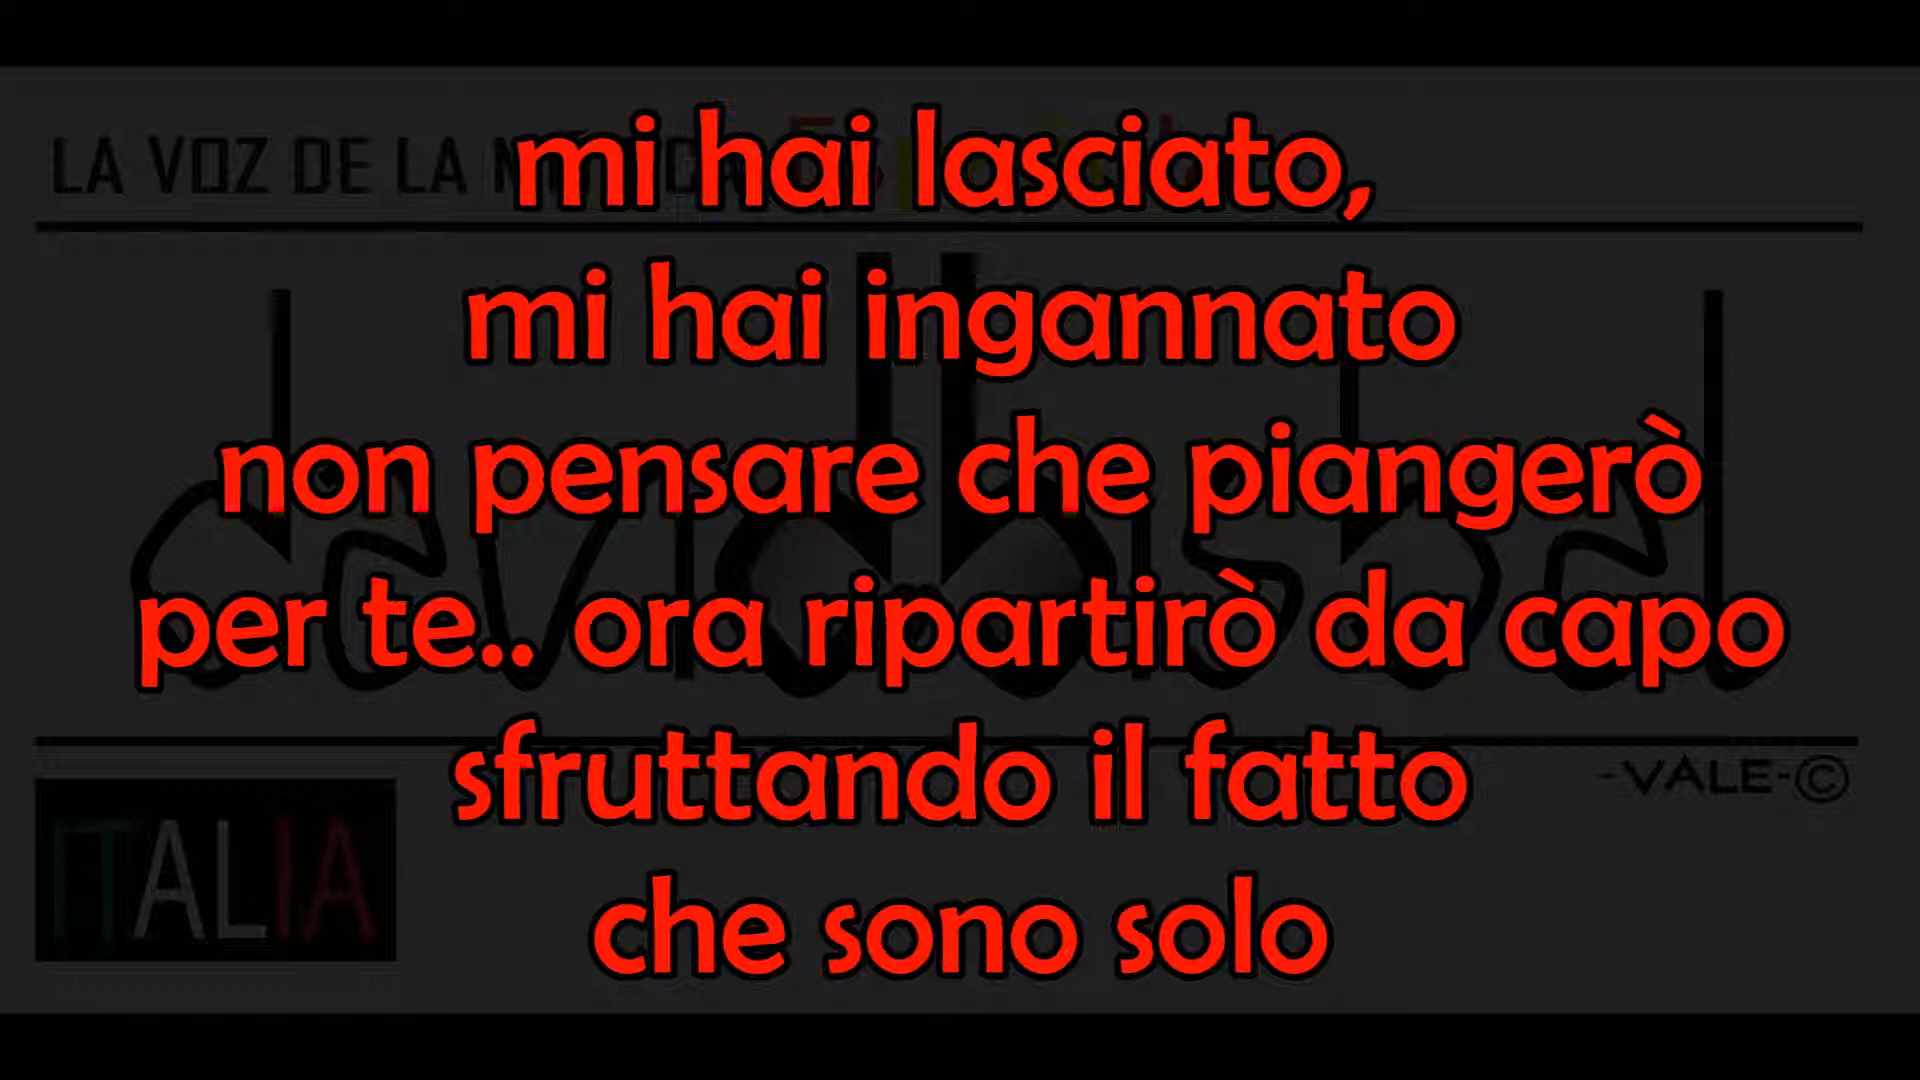 mi hai lasciato,
mi hai ingannato
non pensare che piangerò
per te.. ora ripartirò da capo
sfruttando il fatto
che sono solo
LA VOZ DE LA
-VALE-©
ITALIA